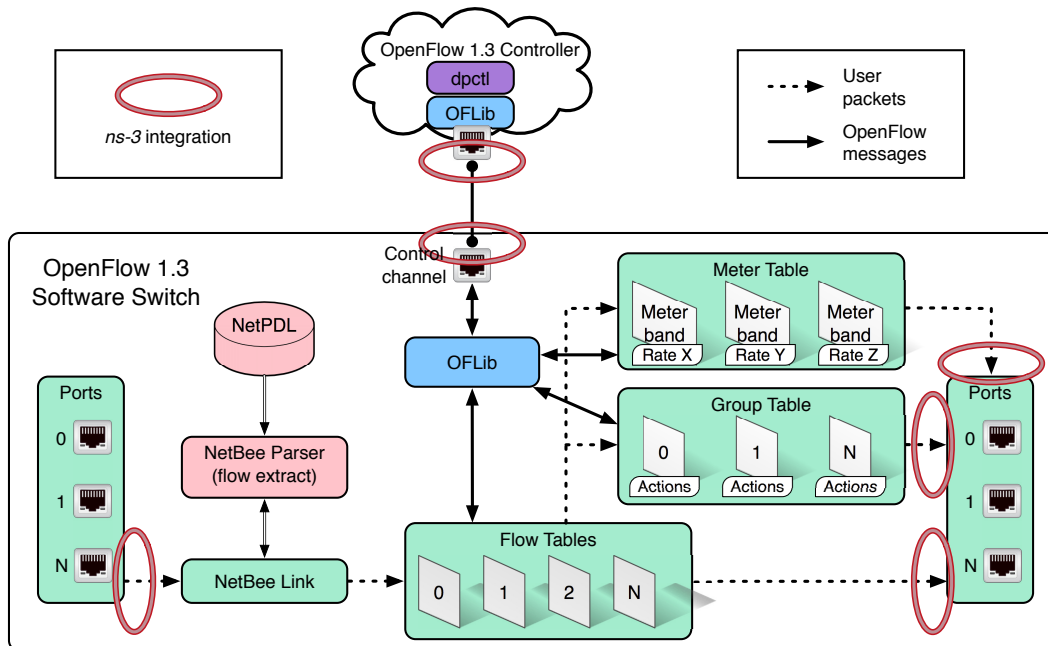 OpenFlow 1.3 Controller
dpctl
OFLib
ns-3 integration
User
packets
OpenFlow
messages
OpenFlow 1.3
Software Switch
Control
channel
NetPDL
OFLib
Meter Table
Meter
band
Rate X
Meter
band
Rate Y
Meter
band
Rate Z
Ports
0
1
N
NetBee Parser
(flow extract)
NetBee Link
Group Table
0
1
N
Actions
Actions
Actions
Flow Tables
0
1
2
N
Ports
0
1
N